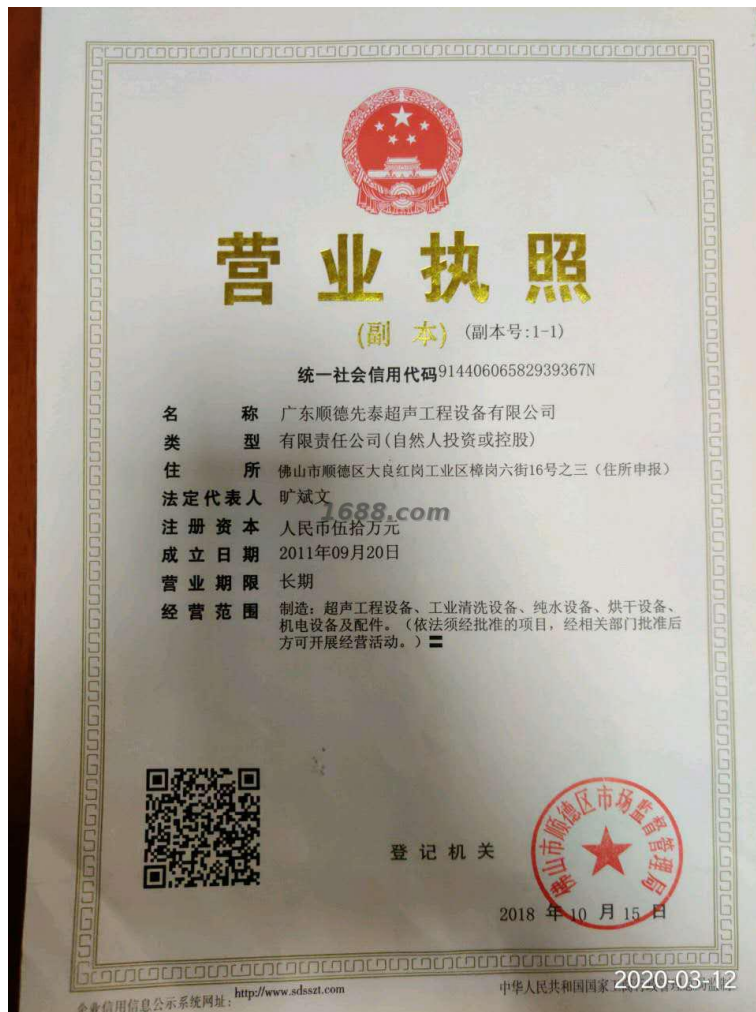 营业执照
(副 本) (副本号:1-1)
统一社会信用代码91440606582939367N
名 称 广东顺德先泰超声工程设备有限公司
类 型 有限责任公司(自然人投资或控股)
住 所 佛山市顺德区大良红岗工业区樟岗六街16号之三（住所申报）
法定代表人 旷斌文
1688.com
注册资本 人民币伍拾万元
成立日期 2011年09月20日
营业期限 长期
经营范围 制造：超声工程设备、工业清洗设备、纯水设备、烘干设备、
机电设备及配件。（依法须经批准的项目，经相关部门批准后
方可开展经营活动。）
佛山市顺德区市场监督管理局
登记机关
2018 年 10 月 15 日
2020-03-12
企业信用信息公示系统网址: http://www.sdsszt.com
中华人民共和国国家